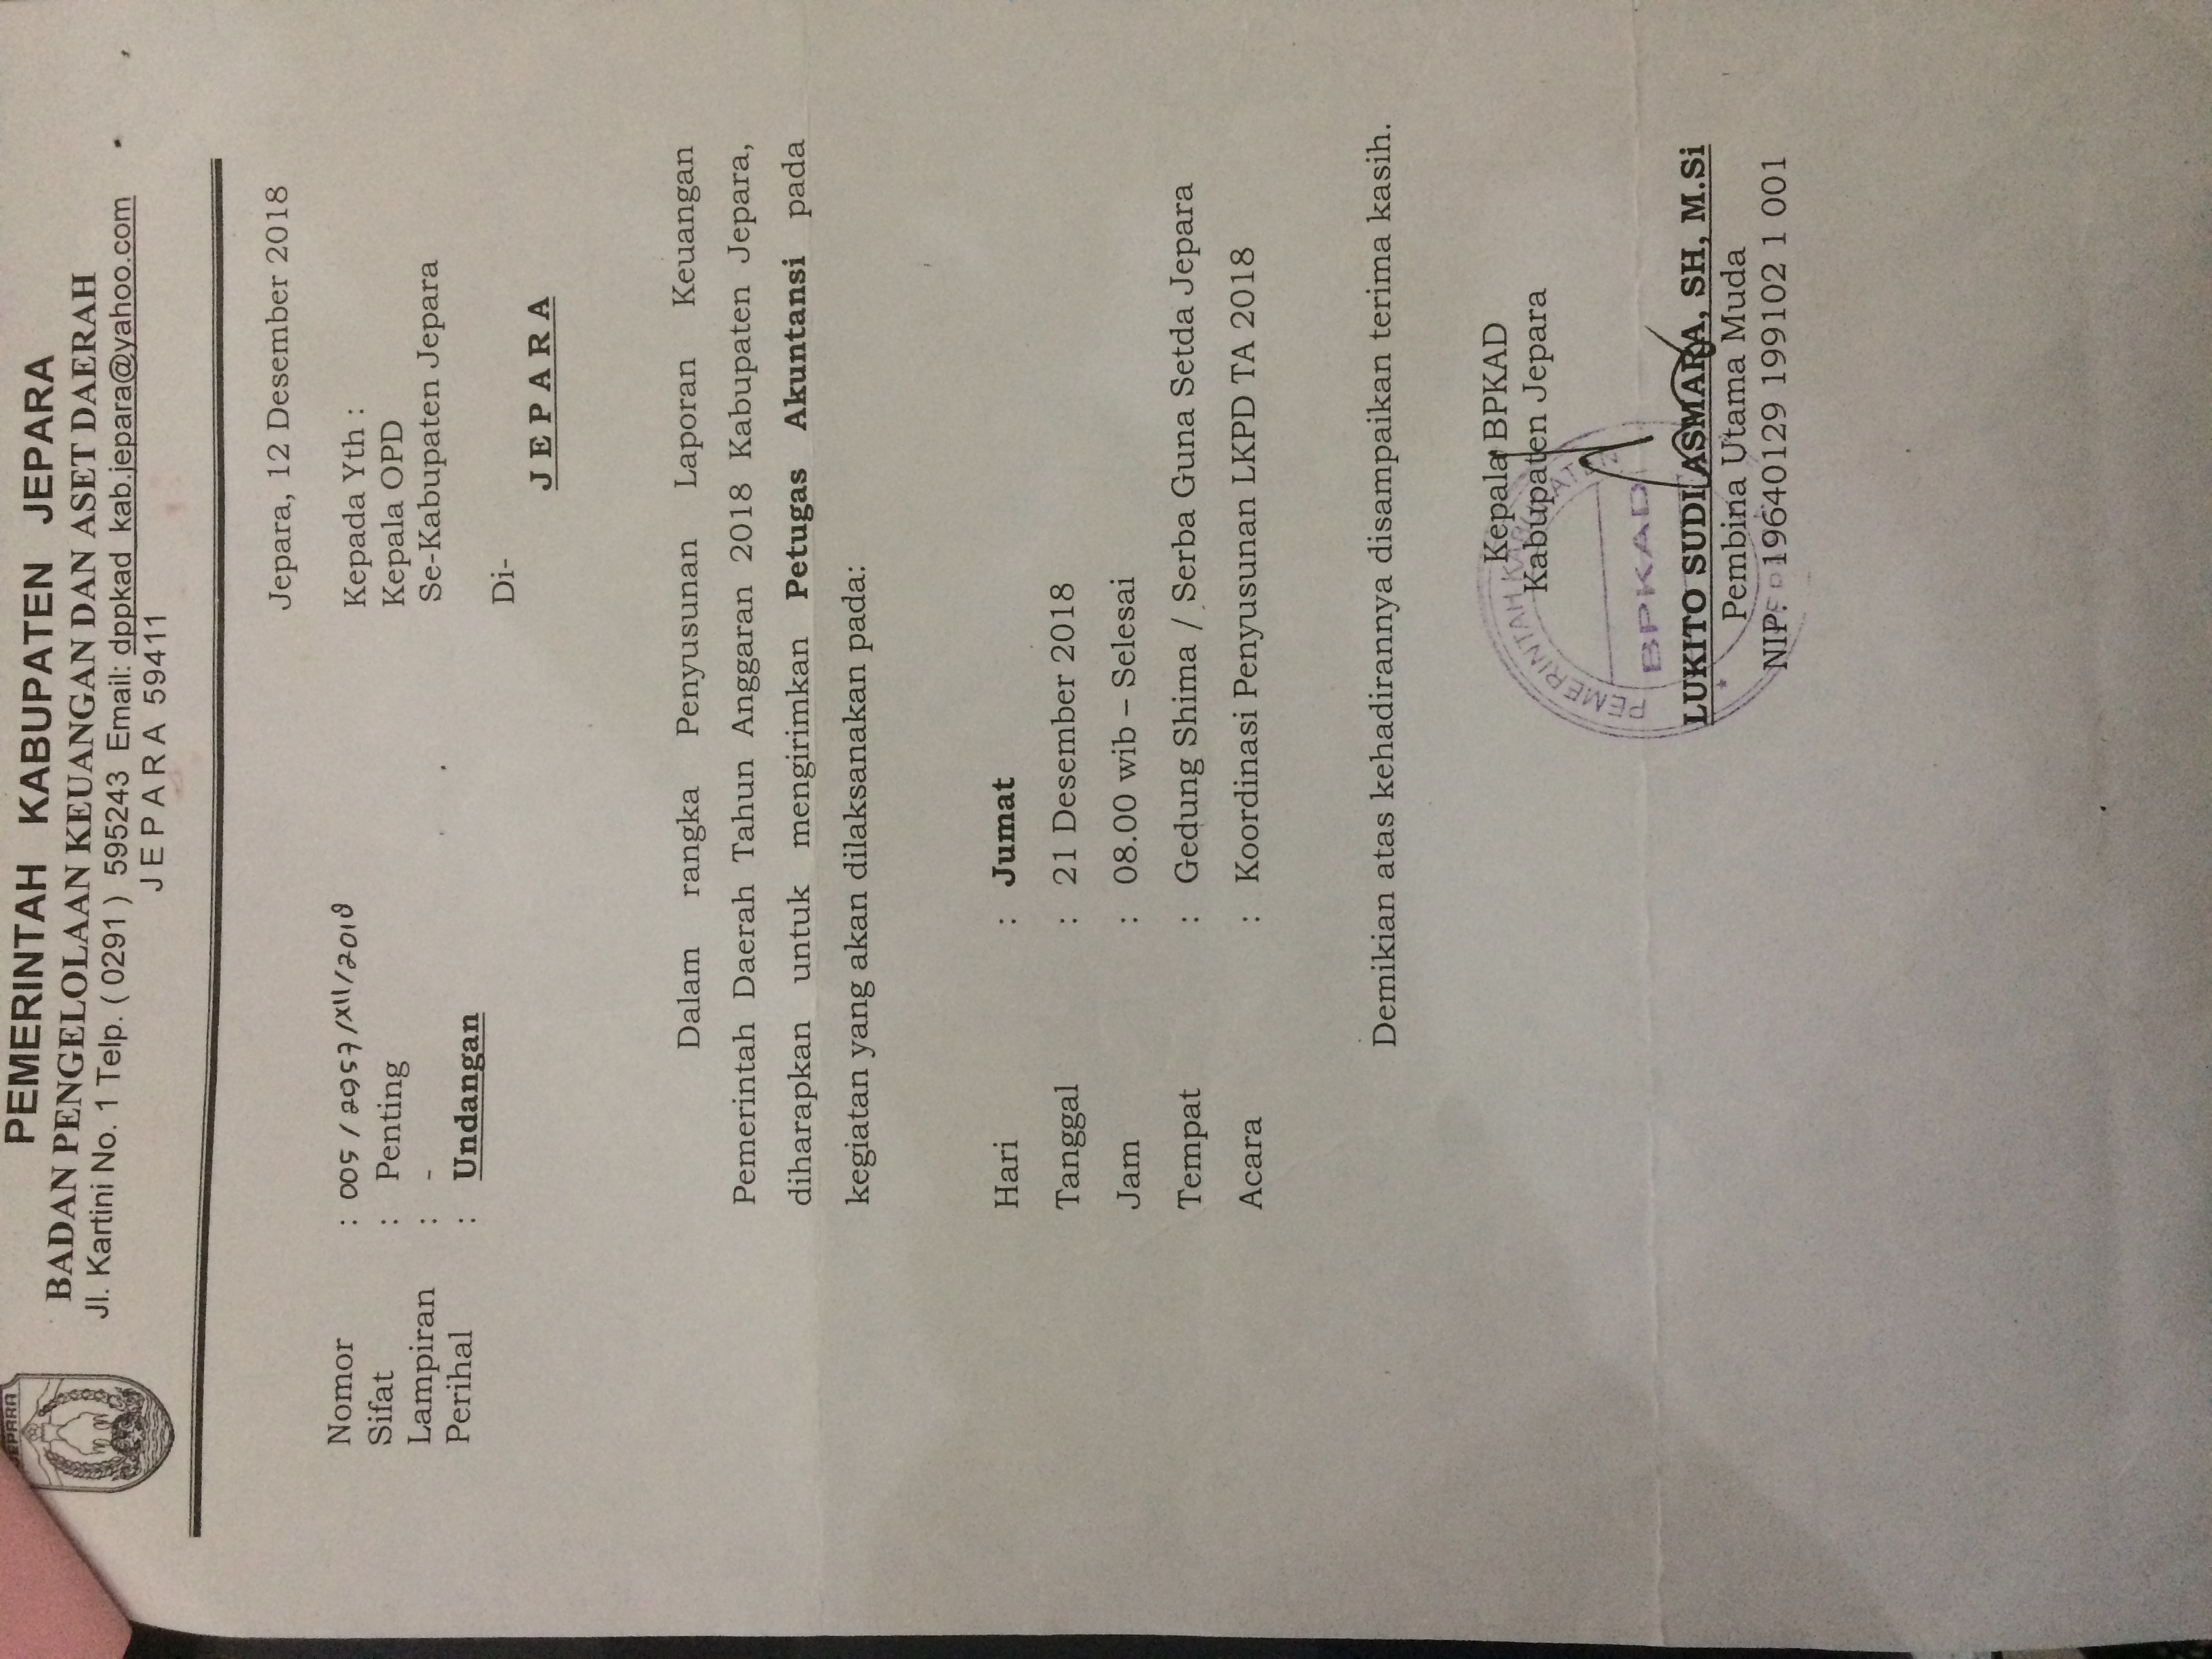 JEPARA
PEMERINTAH KABUPATEN JEPARA
BADAN PENGELOLAAN KEUANGAN DAN ASET DAERAH
Jl. Kartini No. 1 Telp. ( 0291 ) 595243 Email: dppkad_kab.jepara@yahoo.com
J E P A R A 59411
Jepara, 12 Desember 2018
Nomor : 005 / 2957 /XII/2018
Sifat : Penting
Lampiran : -
Perihal : Undangan
Kepada Yth :
Kepala OPD
Se-Kabupaten Jepara
Di-
J E P A R A
Dalam rangka Penyusunan Laporan Keuangan
Pemerintah Daerah Tahun Anggaran 2018 Kabupaten Jepara,
diharapkan untuk mengirimkan Petugas Akuntansi pada
kegiatan yang akan dilaksanakan pada:
Hari : Jumat
Tanggal : 21 Desember 2018
Jam : 08.00 wib – Selesai
Tempat : Gedung Shima / Serba Guna Setda Jepara
Acara : Koordinasi Penyusunan LKPD TA 2018
Demikian atas kehadirannya disampaikan terima kasih.
Kepala BPKAD
Kabupaten Jepara
PEMERINTAH KABUPATEN
BPKAD
LUKITO SUDI ASMARA, SH, M.Si
Pembina Utama Muda
NIP. 19640129 199102 1 001